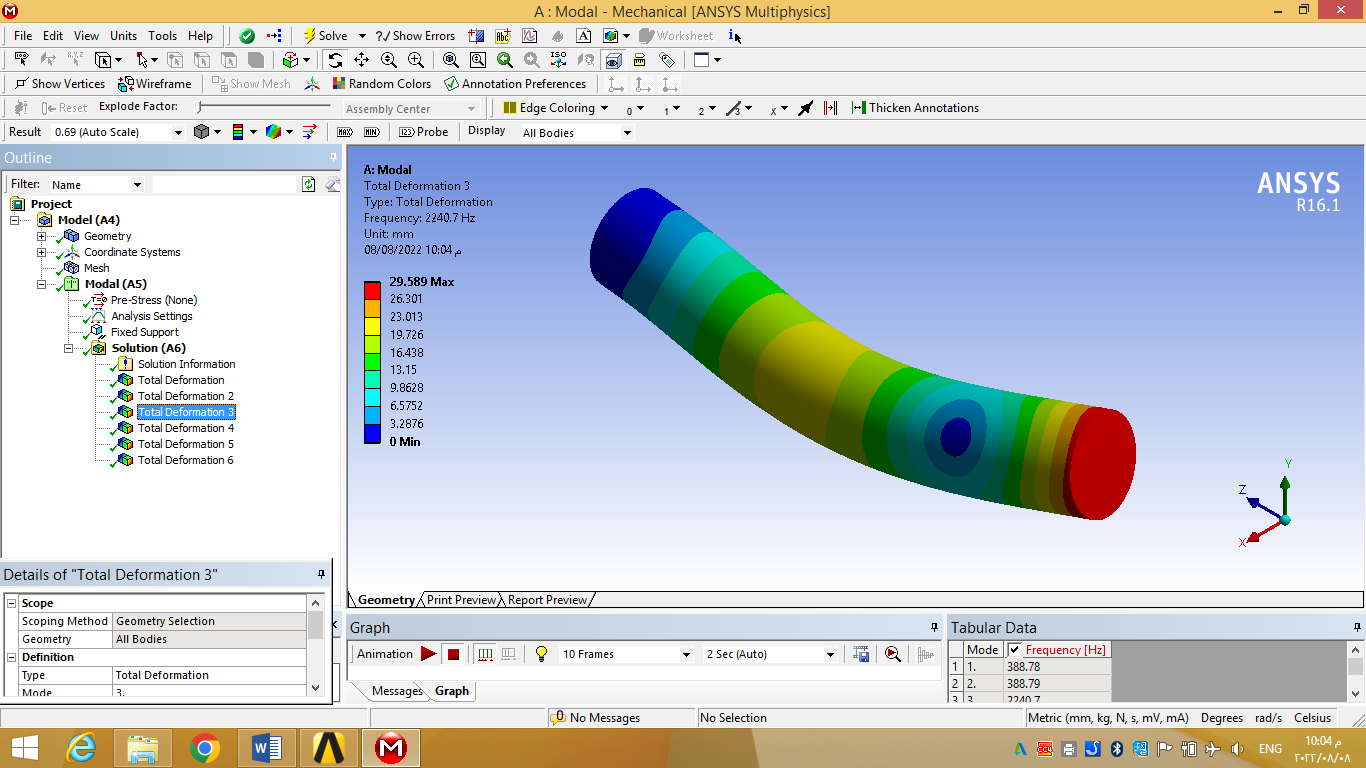 A : Modal - Mechanical [ANSYS Multiphysics]
File Edit View Units Tools Help Solve ?/ Show Errors Worksheet
Show Vertices Wireframe Show Mesh Random Colors Annotation Preferences
Reset Explode Factor: Assembly Center Edge Coloring Thicken Annotations
Result 0.69 (Auto Scale) Probe Display All Bodies
Outline
Filter: Name
Project
Model (A4)
Geometry
Coordinate Systems
Mesh
Modal (A5)
Pre-Stress (None)
Analysis Settings
Fixed Support
Solution (A6)
Solution Information
Total Deformation
Total Deformation 2
Total Deformation 3
Total Deformation 4
Total Deformation 5
Total Deformation 6
Details of "Total Deformation 3"
Scope
Scoping Method Geometry Selection
Geometry All Bodies
Definition
Type Total Deformation
Mode 3.
A: Modal
Total Deformation 3
Type: Total Deformation
Frequency: 2240.7 Hz
Unit: mm
08/08/2022 10:04 م
29.589 Max
26.301
23.013
19.726
16.438
13.15
9.8628
6.5752
3.2876
0 Min
ANSYS
R16.1
Y
Z
X
Geometry Print Preview Report Preview
Graph
Animation 10 Frames 2 Sec (Auto)
Messages Graph
Tabular Data
Mode Frequency [Hz]
1 1. 388.78
2 2. 388.79
3 3. 2240.7
No Messages No Selection Metric (mm, kg, N, s, mV, mA) Degrees rad/s Celsius
ENG
10:04 م
٢٠٢٢/٠٨/٠٨